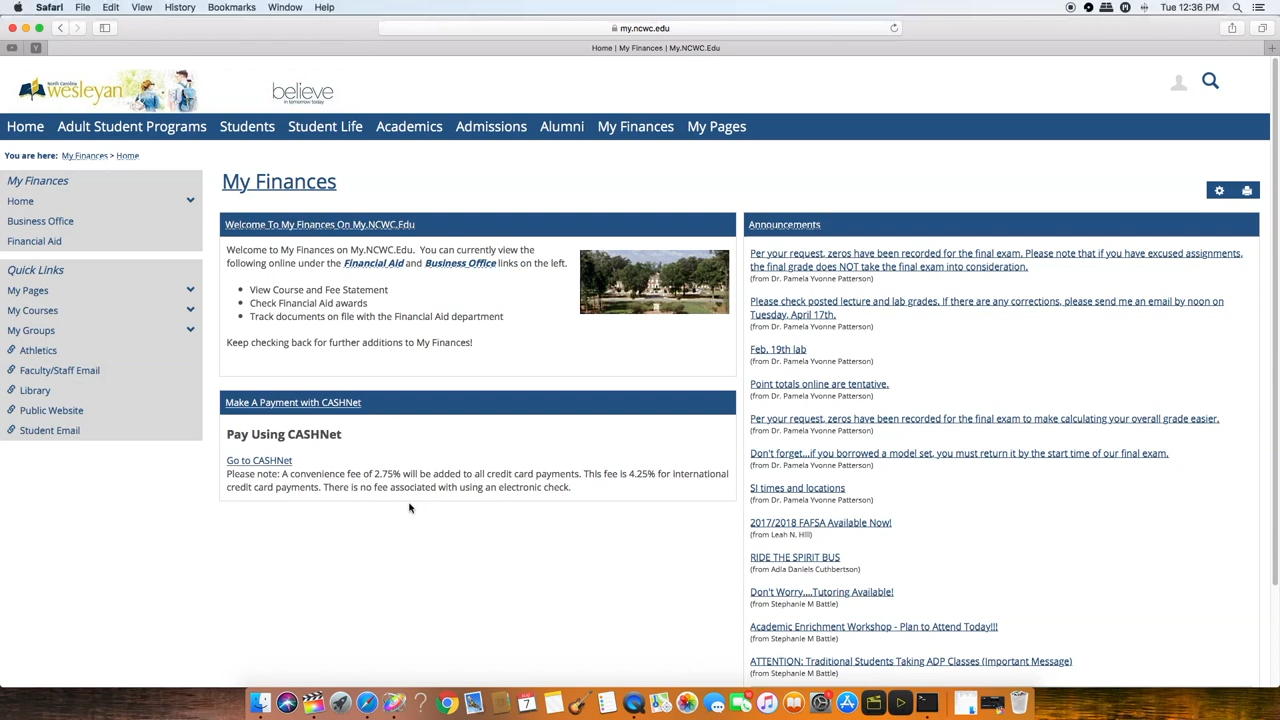 Safari File Edit View History Bookmarks Window Help Tue 12:36 PM
my.ncwc.edu
Home | My Finances | My.NCWC.Edu
North Carolina
wesleyan
believe
in tomorrow today
Home Adult Student Programs Students Student Life Academics Admissions Alumni My Finances My Pages
You are here: My Finances > Home
My Finances
Home
Business Office
Financial Aid
Quick Links
My Pages
My Courses
My Groups
Athletics
Faculty/Staff Email
Library
Public Website
Student Email
My Finances
Welcome To My Finances On My.NCWC.Edu
Welcome to My Finances on My.NCWC.Edu. You can currently view the
following online under the Financial Aid and Business Office links on the left.
• View Course and Fee Statement
• Check Financial Aid awards
• Track documents on file with the Financial Aid department
Keep checking back for further additions to My Finances!
Make A Payment with CASHNet
Pay Using CASHNet
Go to CASHNet
Please note: A convenience fee of 2.75% will be added to all credit card payments. This fee is 4.25% for international
credit card payments. There is no fee associated with using an electronic check.
Announcements
Per your request, zeros have been recorded for the final exam. Please note that if you have excused assignments,
the final grade does NOT take the final exam into consideration.
(from Dr. Pamela Yvonne Patterson)
Please check posted lecture and lab grades. If there are any corrections, please send me an email by noon on
Tuesday, April 17th.
(from Dr. Pamela Yvonne Patterson)
Feb. 19th lab
(from Dr. Pamela Yvonne Patterson)
Point totals online are tentative.
(from Dr. Pamela Yvonne Patterson)
Per your request, zeros have been recorded for the final exam to make calculating your overall grade easier.
(from Dr. Pamela Yvonne Patterson)
Don't forget...if you borrowed a model set, you must return it by the start time of our final exam.
(from Dr. Pamela Yvonne Patterson)
SI times and locations
(from Dr. Pamela Yvonne Patterson)
2017/2018 FAFSA Available Now!
(from Leah N. Hill)
RIDE THE SPIRIT BUS
(from Adla Daniels Cuthbertson)
Don't Worry....Tutoring Available!
(from Stephanie M Battle)
Academic Enrichment Workshop - Plan to Attend Today!!!
(from Stephanie M Battle)
ATTENTION: Traditional Students Taking ADP Classes (Important Message)
(from Stephanie M Battle)